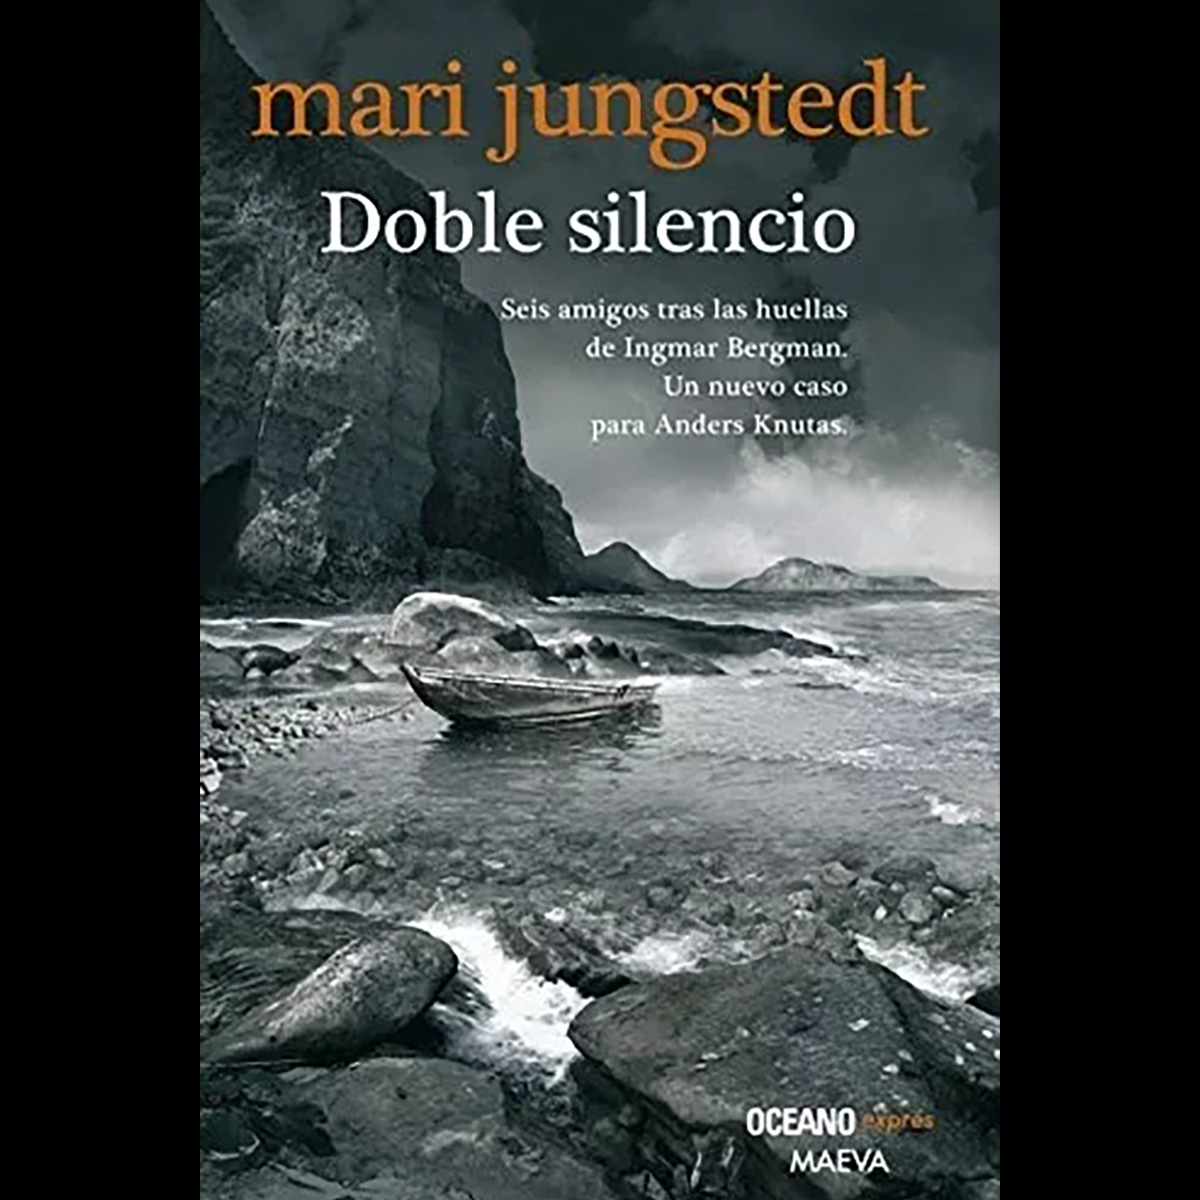 mari jungstedt
Doble silencio
Seis amigos tras las huellas
de Ingmar Bergman.
Un nuevo caso
para Anders Knutas.
OCEANO exprés
MAEVA